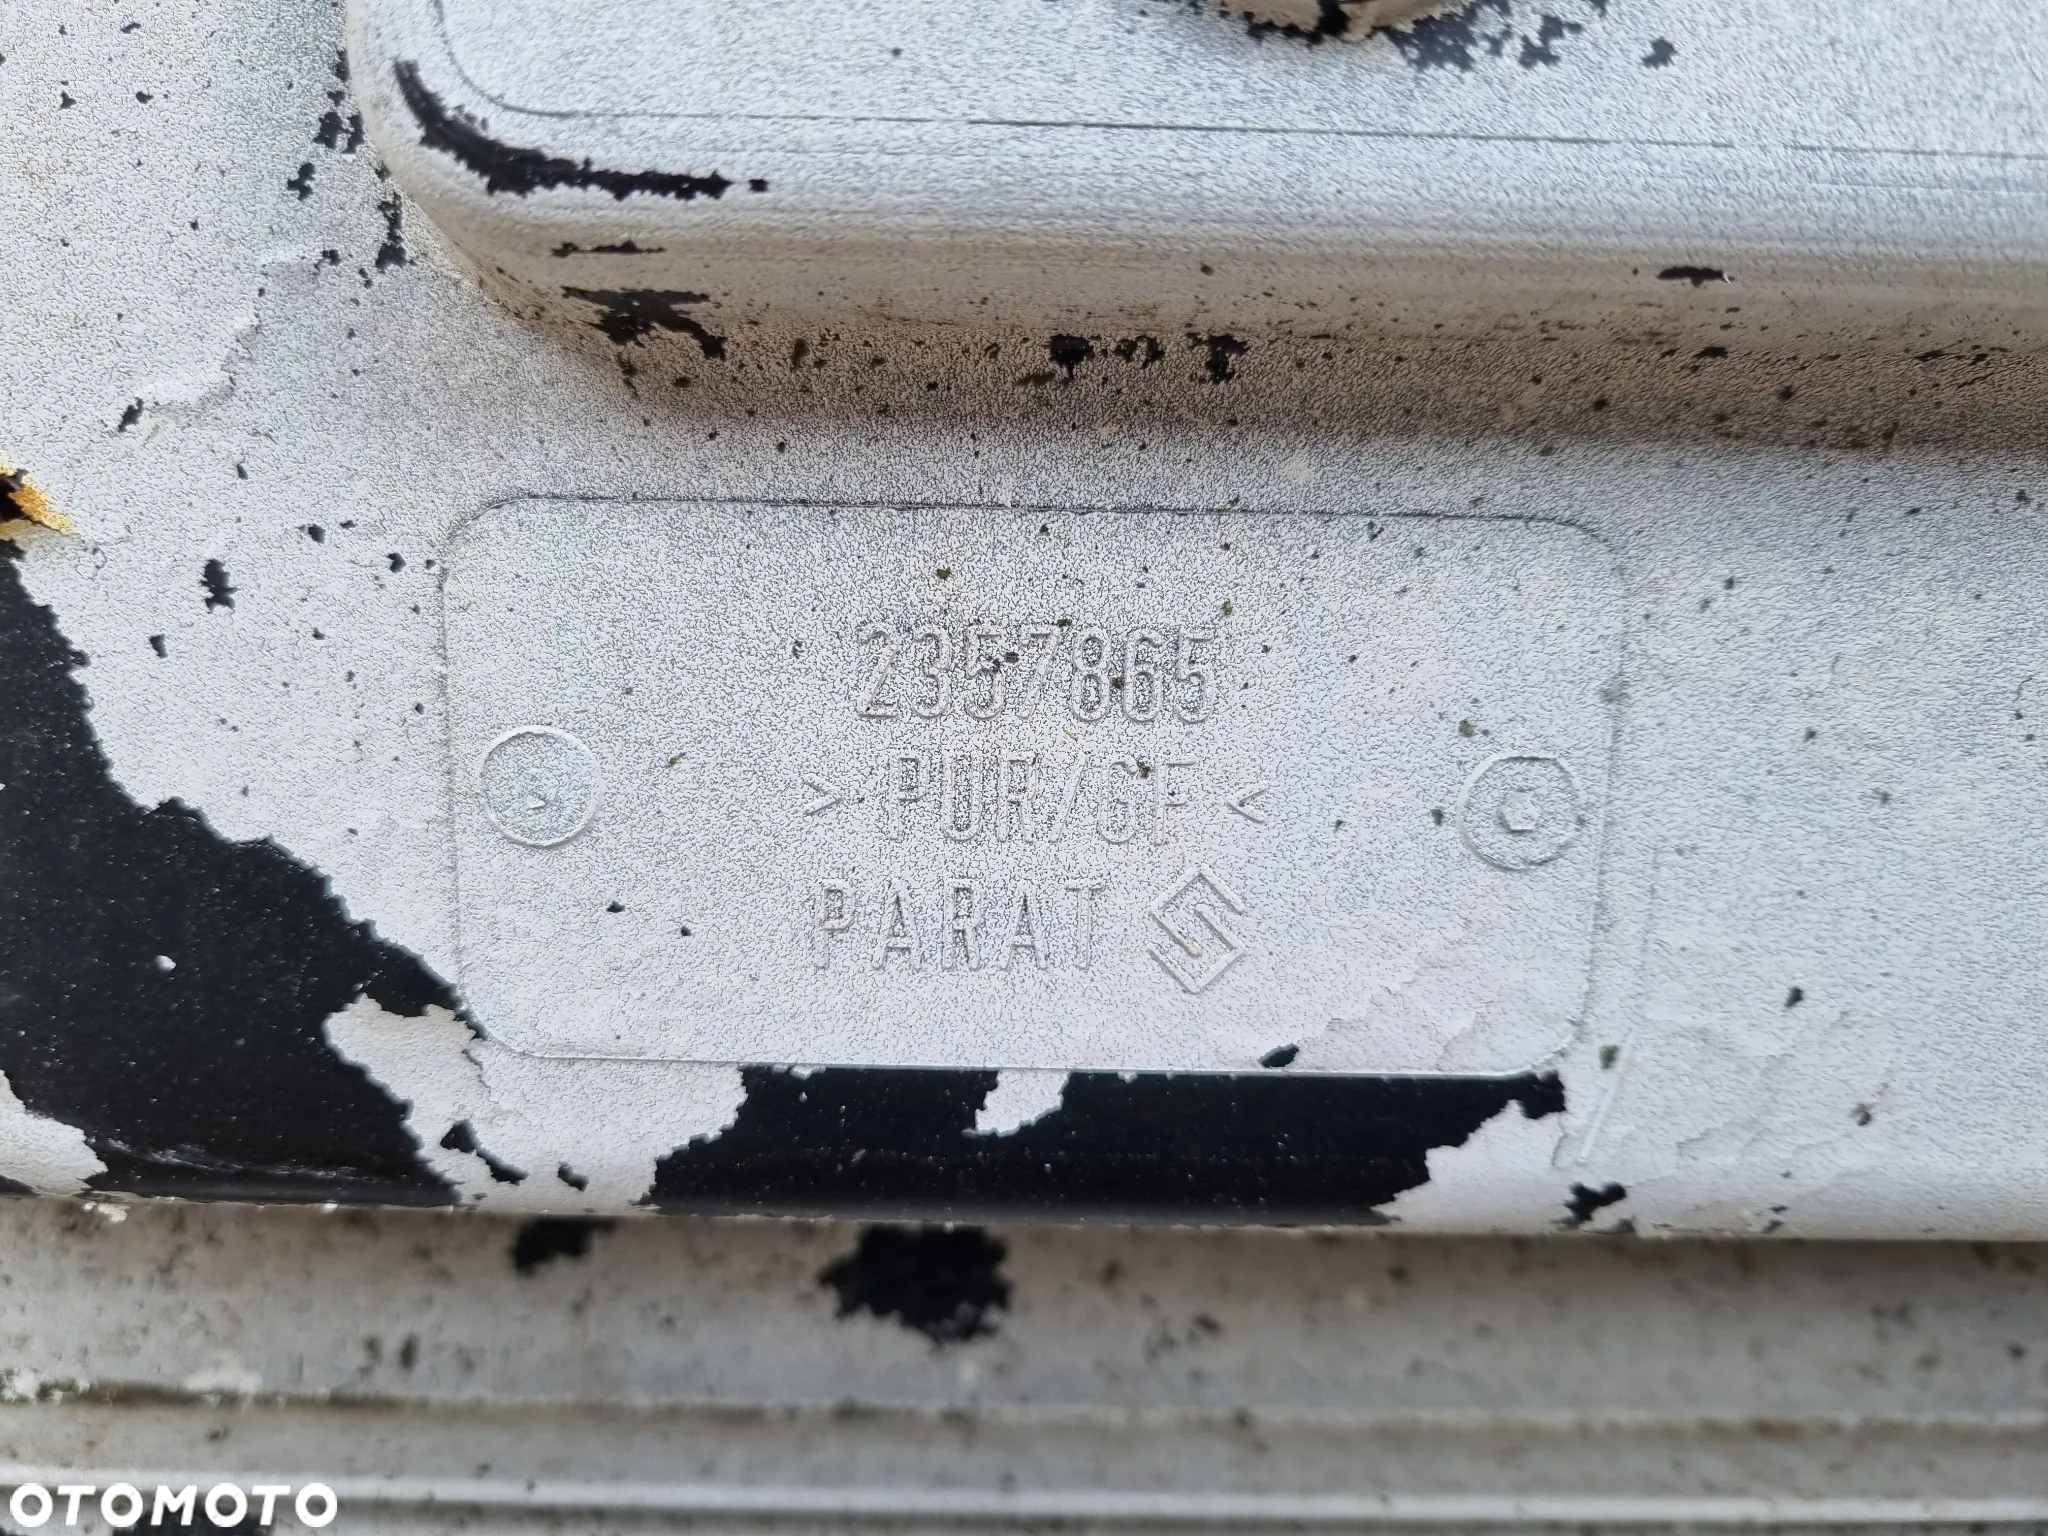 2357865
> PUR/GF <
PARAT
OTOMOTO